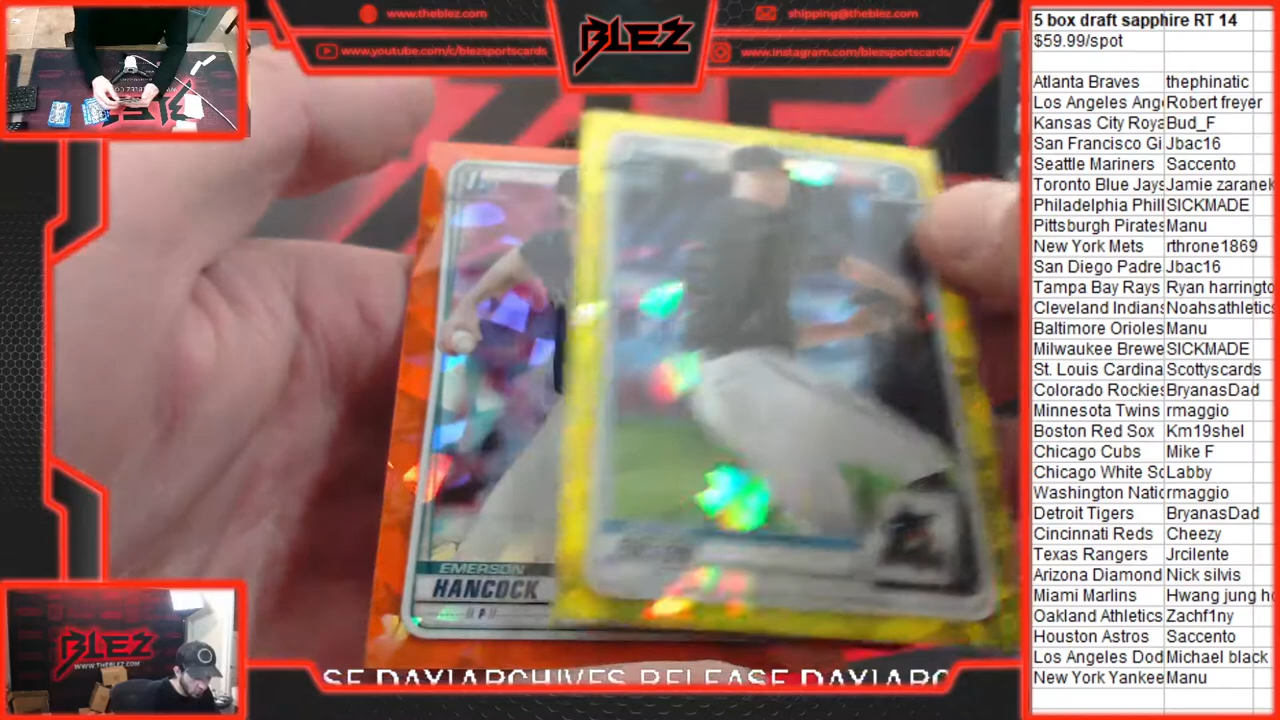 www.theblez.com
shipping@theblez.com
www.youtube.com/c/blezsportscards
www.instagram.com/blezsportscards/
BLEZ
5 box draft sapphire RT 14
$59.99/spot
Atlanta Braves thephinatic
Los Angeles Ang Robert freyer
Kansas City Roya Bud_F
San Francisco Gi Jbac16
Seattle Mariners Saccento
Toronto Blue Jays Jamie zaranek
Philadelphia Phill SICKMADE
Pittsburgh Pirates Manu
New York Mets rthrone1869
San Diego Padre Jbac16
Tampa Bay Rays Ryan harringto
Cleveland Indians Noahsathletics
Baltimore Orioles Manu
Milwaukee Brewe SICKMADE
St. Louis Cardina Scottyscards
Colorado Rockies BryanasDad
Minnesota Twins rmaggio
Boston Red Sox Km19shel
Chicago Cubs Mike F
Chicago White So Labby
Washington Natio rmaggio
Detroit Tigers BryanasDad
Cincinnati Reds Cheezy
Texas Rangers Jrcilente
Arizona Diamond Nick silvis
Miami Marlins Hwang jung h
Oakland Athletics Zachf1ny
Houston Astros Saccento
Los Angeles Dod Michael black
New York Yankee Manu
EMERSON
HANCOCK
P
BLEZ
WWW.THEBLEZ.COM
SE DAY!ARCHIVES RELEASE DAY!ARC